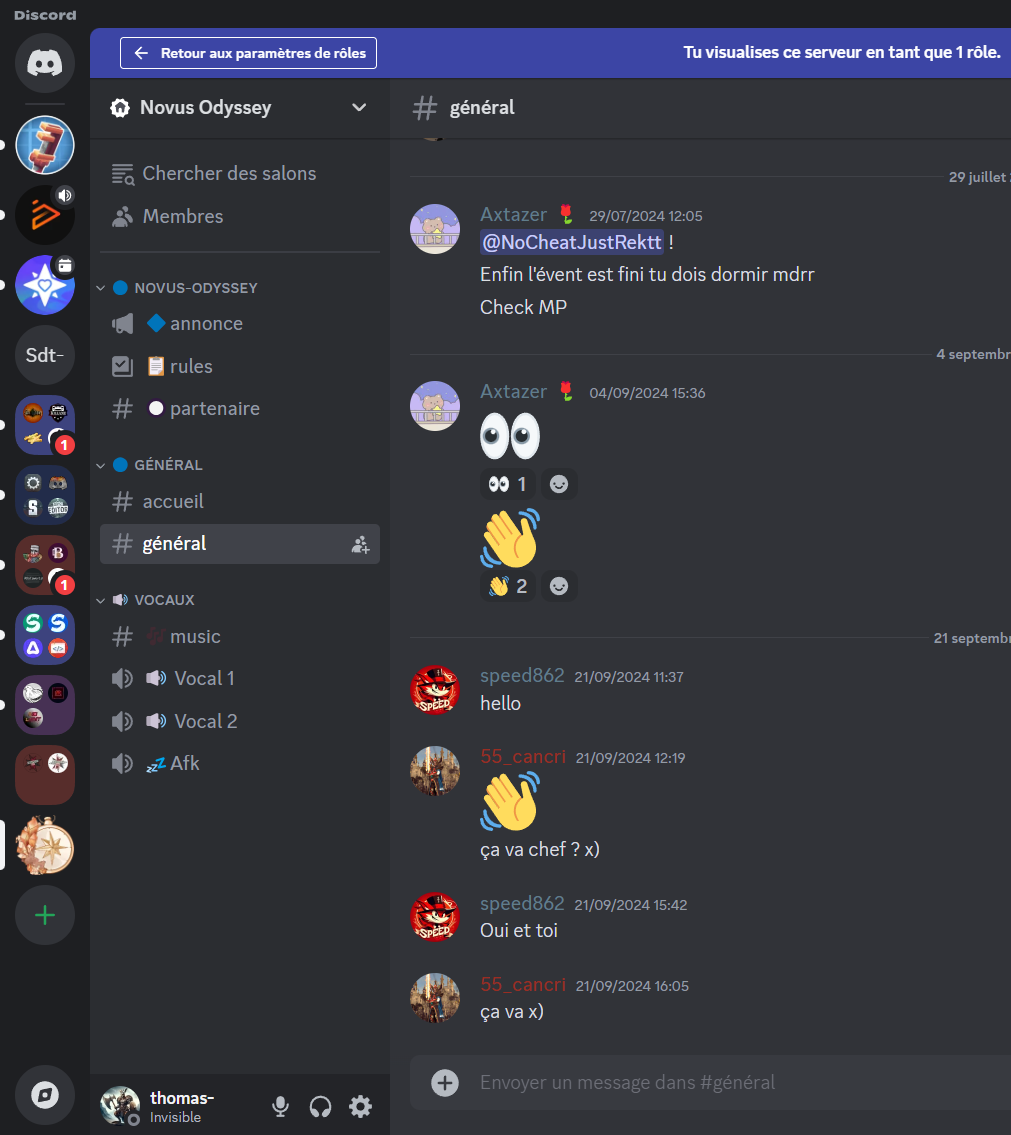 Discord
Retour aux paramètres de rôles
Tu visualises ce serveur en tant que 1 rôle.
Novus Odyssey
général
Chercher des salons
Membres
NOVUS-ODYSSEY
annonce
rules
partenaire
GÉNÉRAL
accueil
général
VOCAUX
music
Vocal 1
Vocal 2
Afk
Sdt-
1
1
29 juillet
Axtazer 29/07/2024 12:05
@NoCheatJustRektt !
Enfin l'évent est fini tu dois dormir mdrr
Check MP
4 septembr
Axtazer 04/09/2024 15:36
1
2
21 septembr
speed862 21/09/2024 11:37
hello
55_cancri 21/09/2024 12:19
ça va chef ? x)
speed862 21/09/2024 15:42
Oui et toi
55_cancri 21/09/2024 16:05
ça va x)
Envoyer un message dans #général
thomas-
Invisible